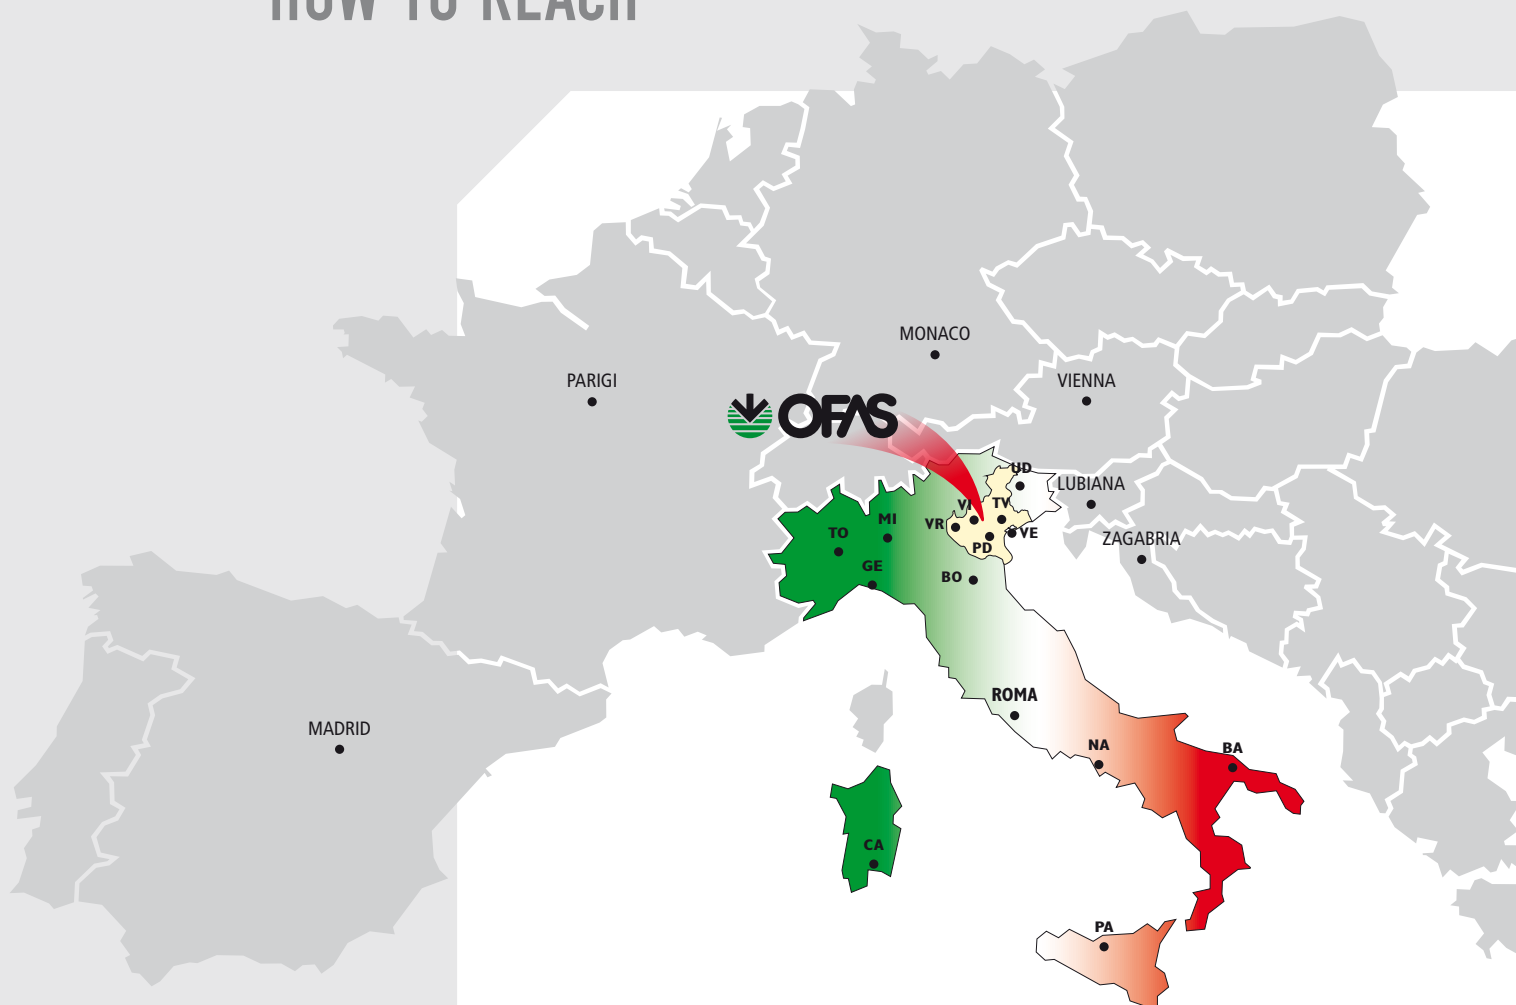 HOW TO REACH
MONACO
PARIGI
VIENNA
OFAS
UD
LUBIANA
VI
TV
MI
VR
TO
VE
ZAGABRIA
PD
GE
BO
ROMA
MADRID
NA
BA
CA
PA